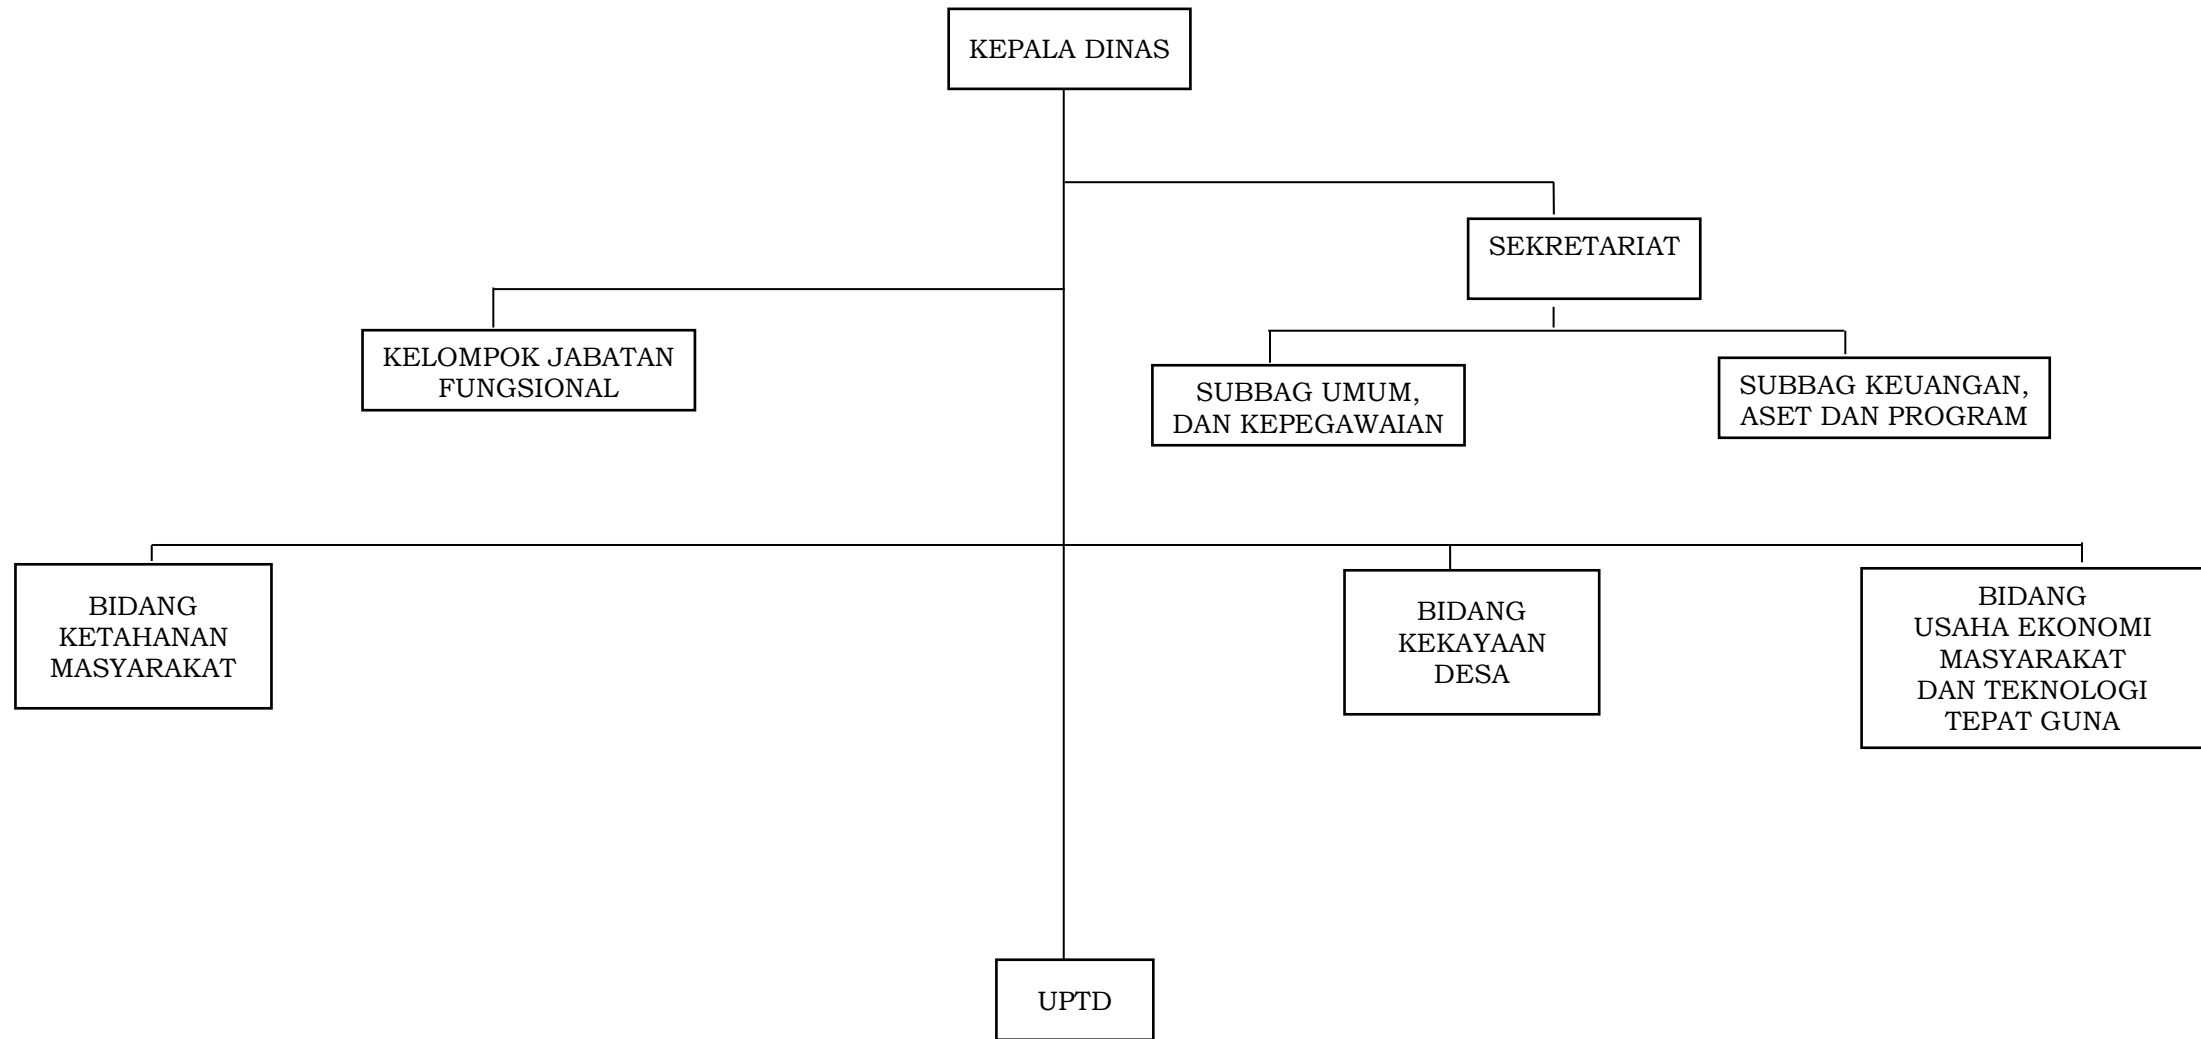 KEPALA DINAS
SEKRETARIAT
KELOMPOK JABATAN
FUNGSIONAL
SUBBAG UMUM,
DAN KEPEGAWAIAN
SUBBAG KEUANGAN,
ASET DAN PROGRAM
BIDANG
KETAHANAN
MASYARAKAT
BIDANG
KEKAYAAN
DESA
BIDANG
USAHA EKONOMI
MASYARAKAT
DAN TEKNOLOGI
TEPAT GUNA
UPTD